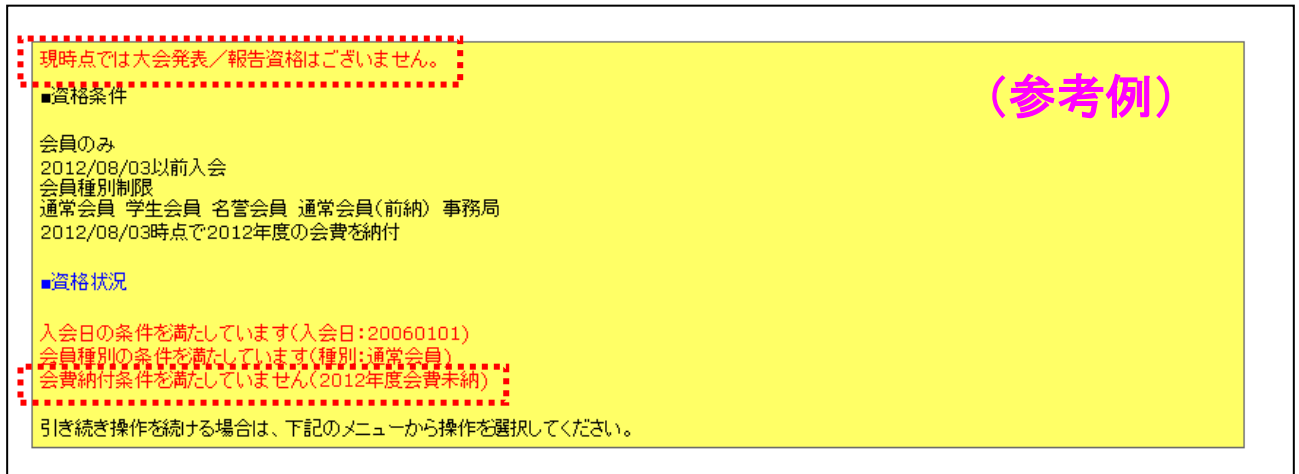 現時点では大会発表／報告資格はございません。
（参考例）
■資格条件
会員のみ
2012/08/03以前入会
会員種別制限
通常会員 学生会員 名誉会員 通常会員(前納) 事務局
2012/08/03時点で2012年度の会費を納付
■資格状況
入会日の条件を満たしています(入会日:20060101)
会員種別の条件を満たしています(種別:通常会員)
会費納付条件を満たしていません(2012年度会費未納)
引き続き操作を続ける場合は、下記のメニューから操作を選択してください。